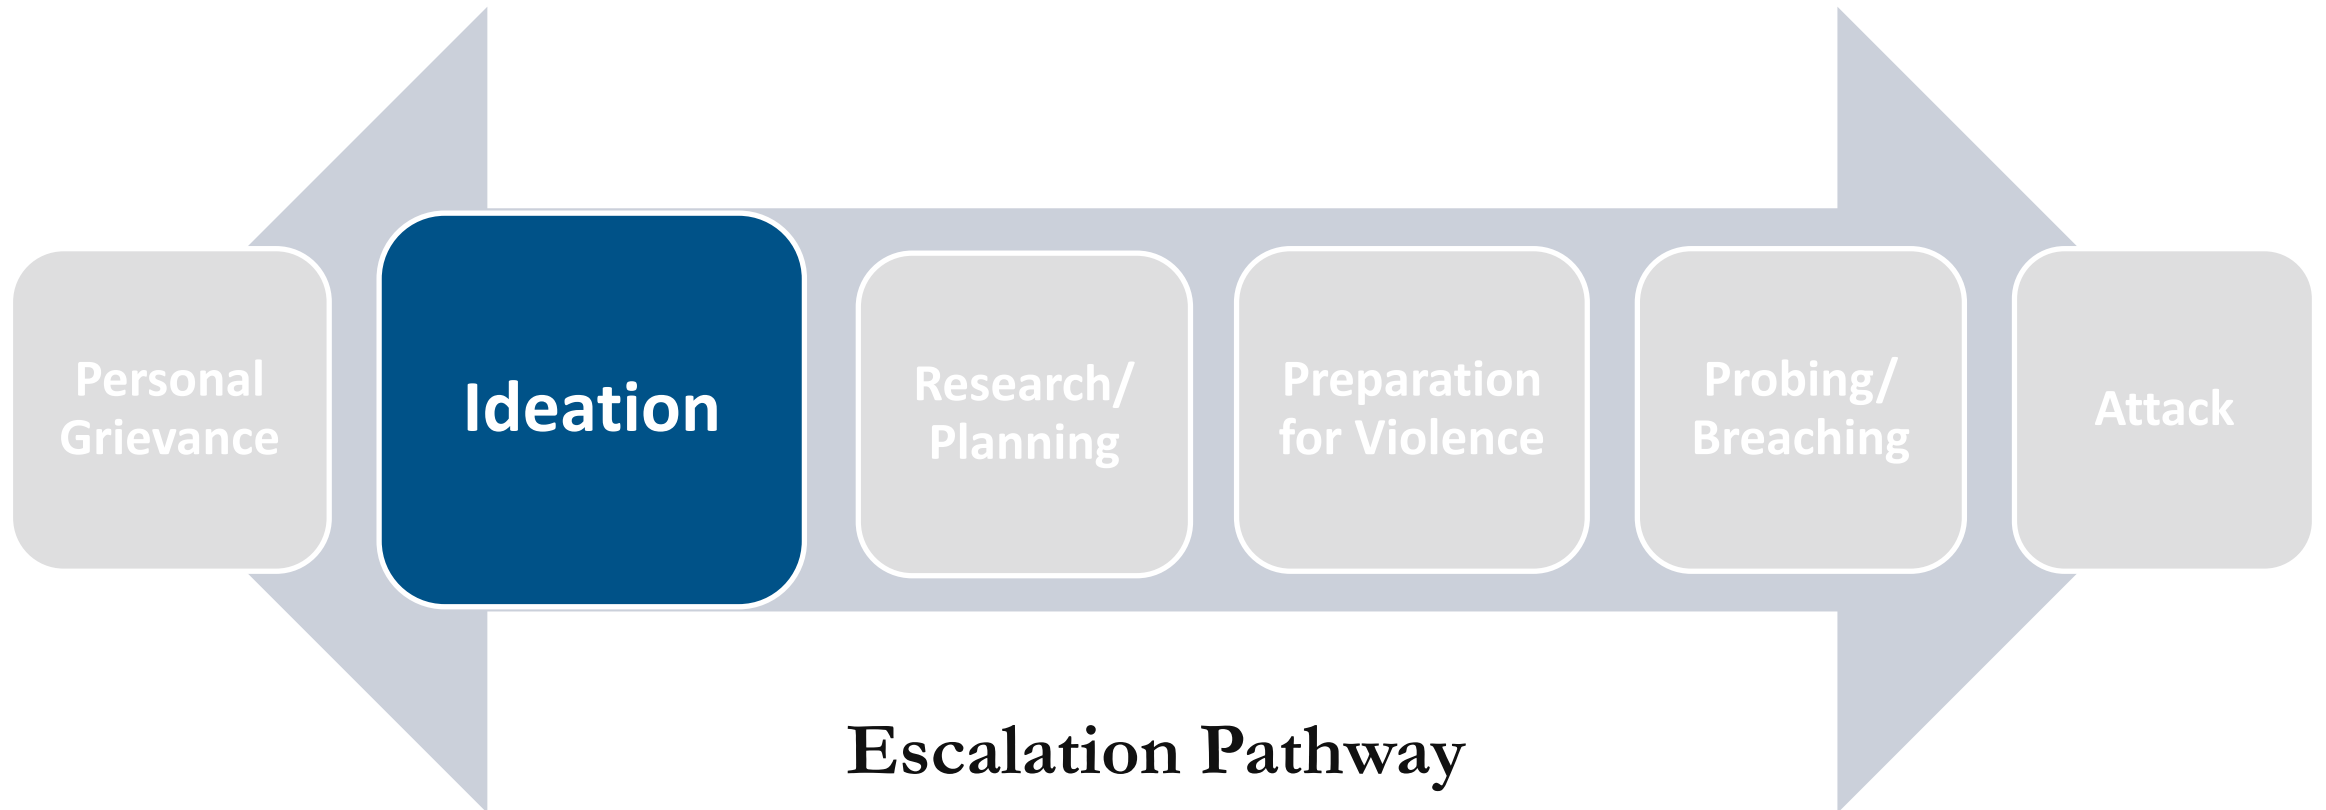 Personal
Grievance
Ideation
Research/
Planning
Preparation
for Violence
Probing/
Breaching
Attack
Escalation Pathway